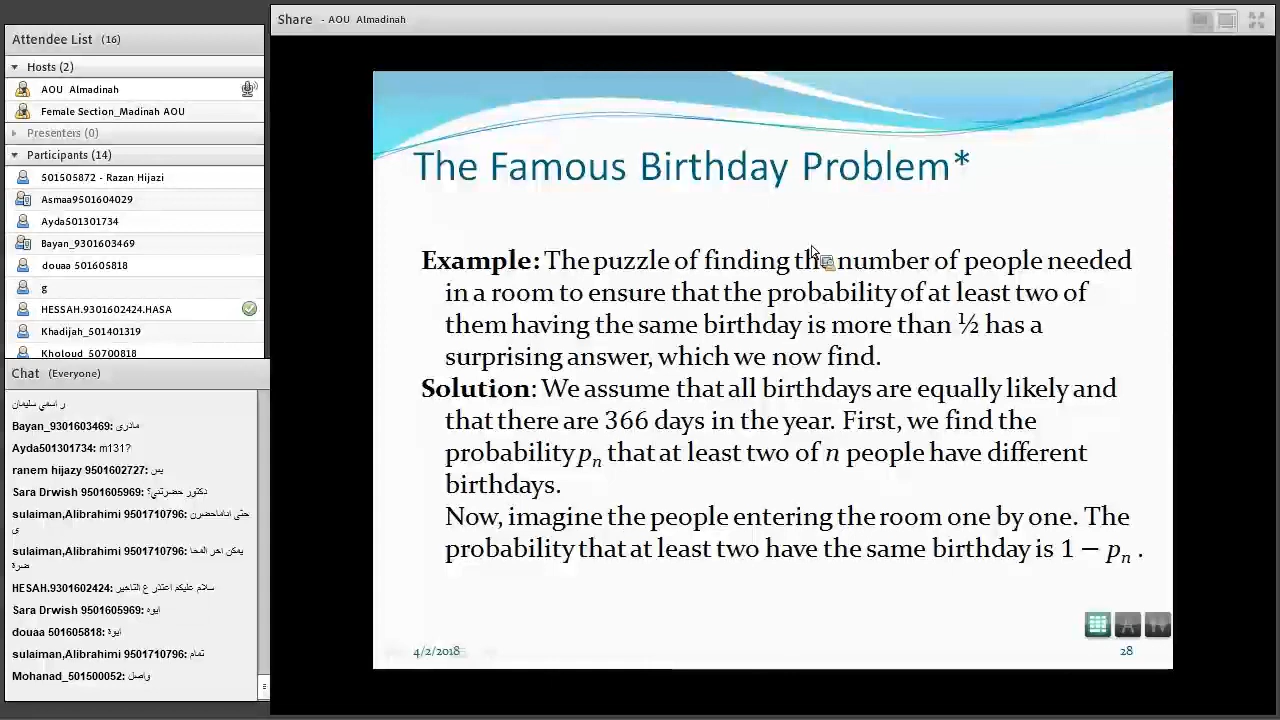 Share - AOU Almadinah
Attendee List (16)
Hosts (2)
AOU Almadinah
Female Section_Madinah AOU
Presenters (0)
Participants (14)
501505872 - Razan Hijazi
Asmaa9501604029
Ayda501301734
Bayan_9301603469
douaa 501605818
g
HESSAH.9301602424.HASA
Khadijah_501401319
Kholoud_50700818
Chat (Everyone)
ر اسمي سليمان
Bayan_9301603469: مادرى
Ayda501301734: m131?
ranem hijazy 9501602727: يس
Sara Drwish 9501605969: دكتور حضرتني؟
sulaiman,Alibrahimi 9501710796: حتى اناماحضرن
ي
sulaiman,Alibrahimi 9501710796: يمكن اخر المحا
ضرة
HESAH.9301602424: سلام عليكم اعتذر ع التاخير
Sara Drwish 9501605969: ايوه
douaa 501605818: ايوة
sulaiman,Alibrahimi 9501710796: تمام
Mohanad_501500052: واصل
The Famous Birthday Problem*
Example: The puzzle of finding the number of people needed
in a room to ensure that the probability of at least two of
them having the same birthday is more than ½ has a
surprising answer, which we now find.
Solution: We assume that all birthdays are equally likely and
that there are 366 days in the year. First, we find the
probability pₙ that at least two of n people have different
birthdays.
Now, imagine the people entering the room one by one. The
probability that at least two have the same birthday is 1 − pₙ .
4/2/2018
28